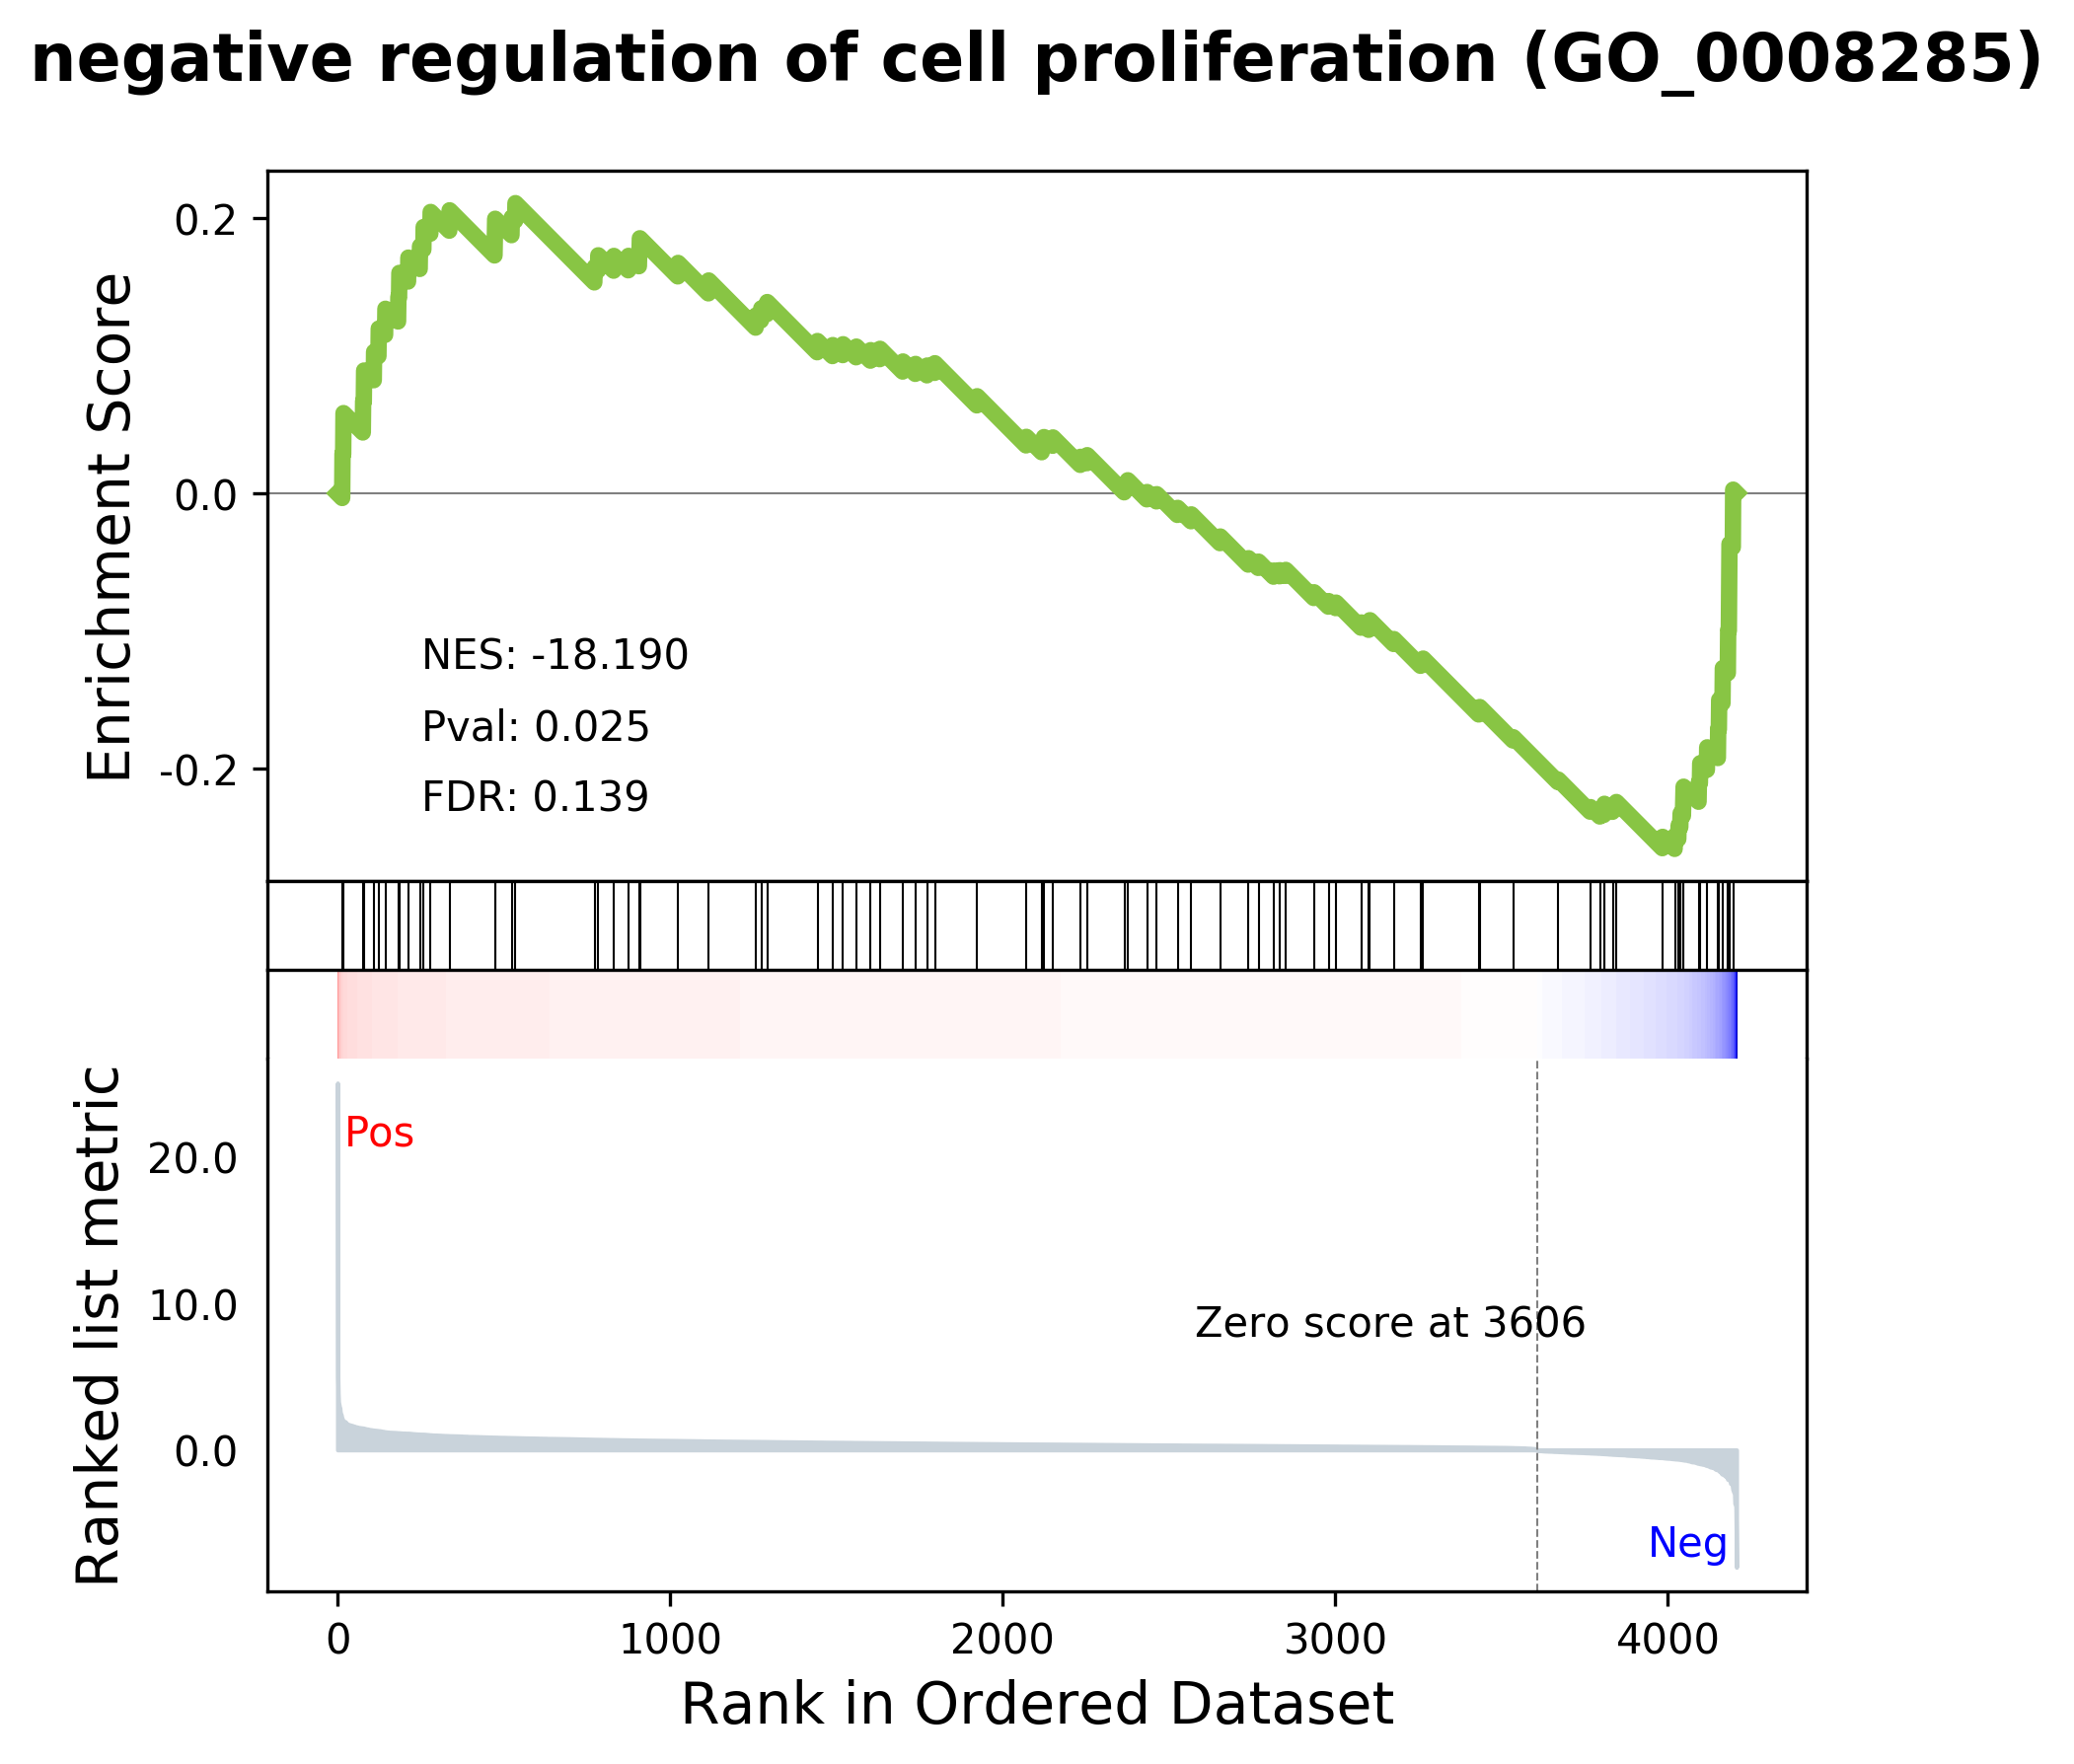 negative regulation of cell proliferation (GO_0008285)
Enrichment Score
0.2
0.0
-0.2
NES: -18.190
Pval: 0.025
FDR: 0.139
Ranked list metric
20.0
10.0
0.0
Pos
Zero score at 3606
Neg
0 1000 2000 3000 4000
Rank in Ordered Dataset